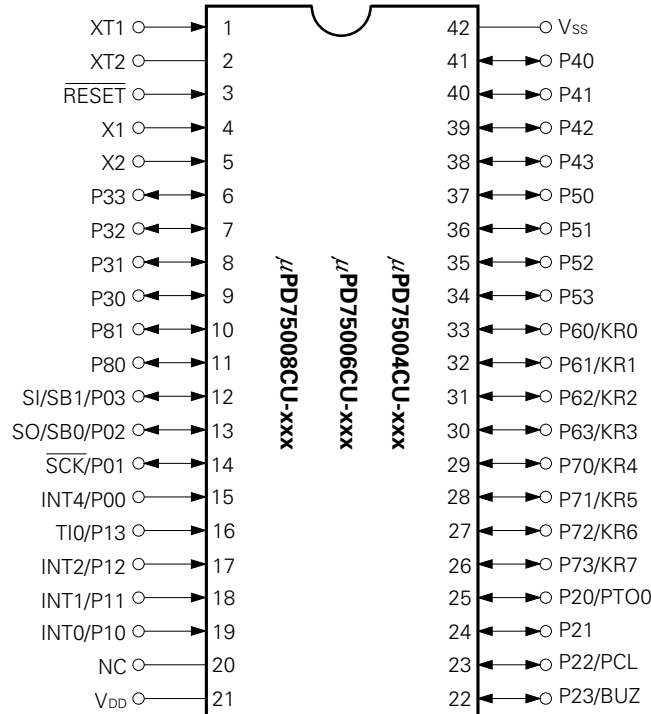 XT1 1 42 VSS
XT2 2 41 P40
RESET 3 40 P41
X1 4 39 P42
X2 5 38 P43
P33 6 37 P50
P32 7 36 P51
P31 8 35 P52
P30 9 34 P53
P81 10 33 P60/KR0
P80 11 32 P61/KR1
SI/SB1/P03 12 31 P62/KR2
SO/SB0/P02 13 30 P63/KR3
SCK/P01 14 29 P70/KR4
INT4/P00 15 28 P71/KR5
TI0/P13 16 27 P72/KR6
INT2/P12 17 26 P73/KR7
INT1/P11 18 25 P20/PTO0
INT0/P10 19 24 P21
NC 20 23 P22/PCL
VDD 21 22 P23/BUZ
µPD75004CU-xxx
µPD75006CU-xxx
µPD75008CU-xxx